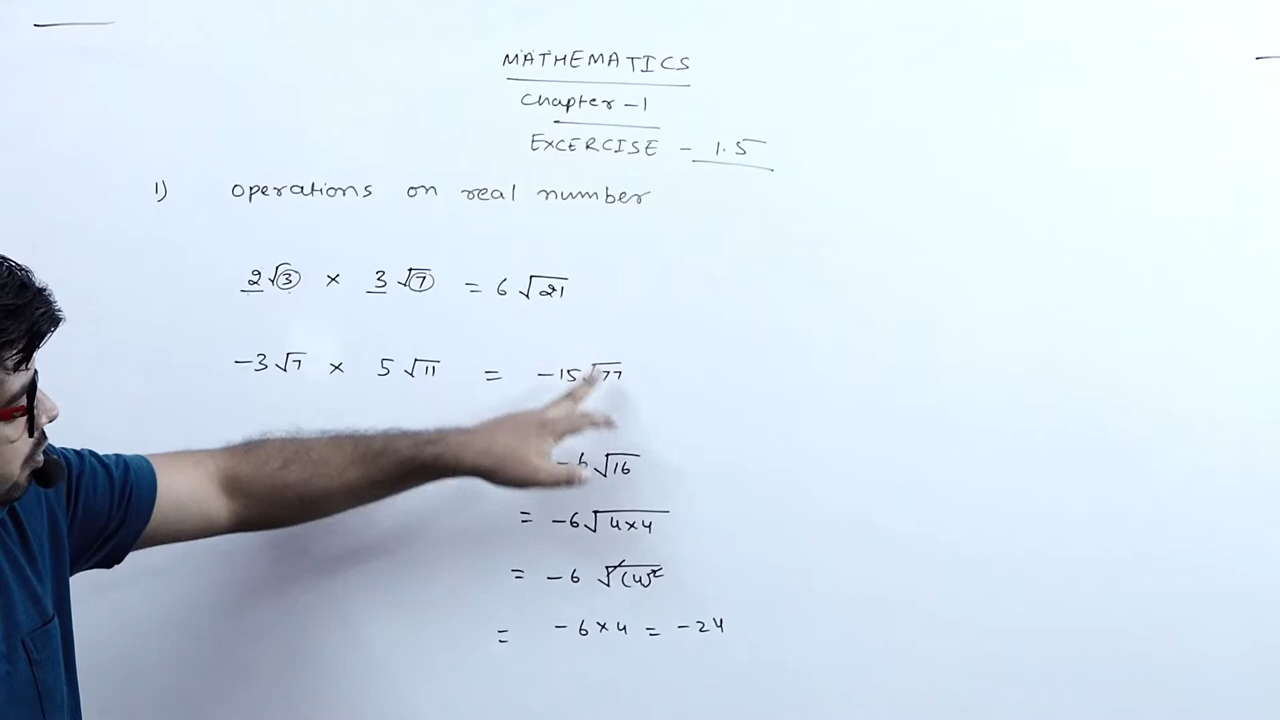 MATHEMATICS
Chapter -1
EXCERCISE - 1.5
1) operations on real number
2√3 × 3√7 = 6√21
-3√7 × 5√11 = -15√77
-6√16
= -6√4×4
= -6 √(4)²
= -6×4 = -24